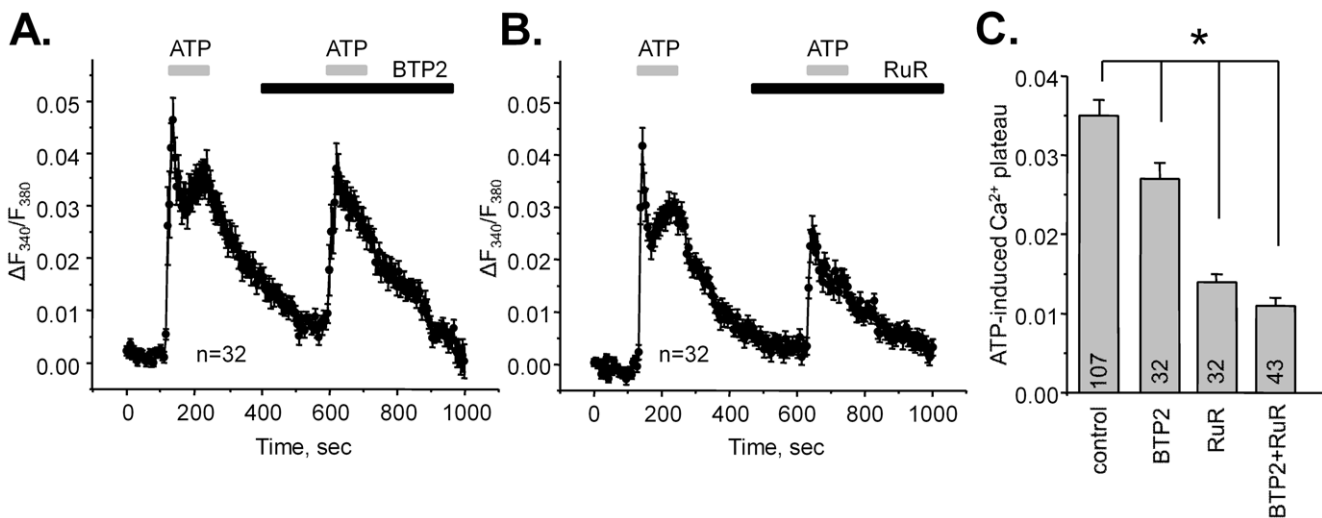 A.
ATP
ATP
BTP2
0.05
0.04
0.03
0.02
0.01
0.00
ΔF340/F380
n=32
0 200 400 600 800 1000
Time, sec
B.
ATP
ATP
RuR
0.05
0.04
0.03
0.02
0.01
0.00
ΔF340/F380
n=32
0 200 400 600 800 1000
Time, sec
C.
*
0.04
0.03
0.02
0.01
0.00
ATP-induced Ca²⁺ plateau
107
32
32
43
control
BTP2
RuR
BTP2+RuR